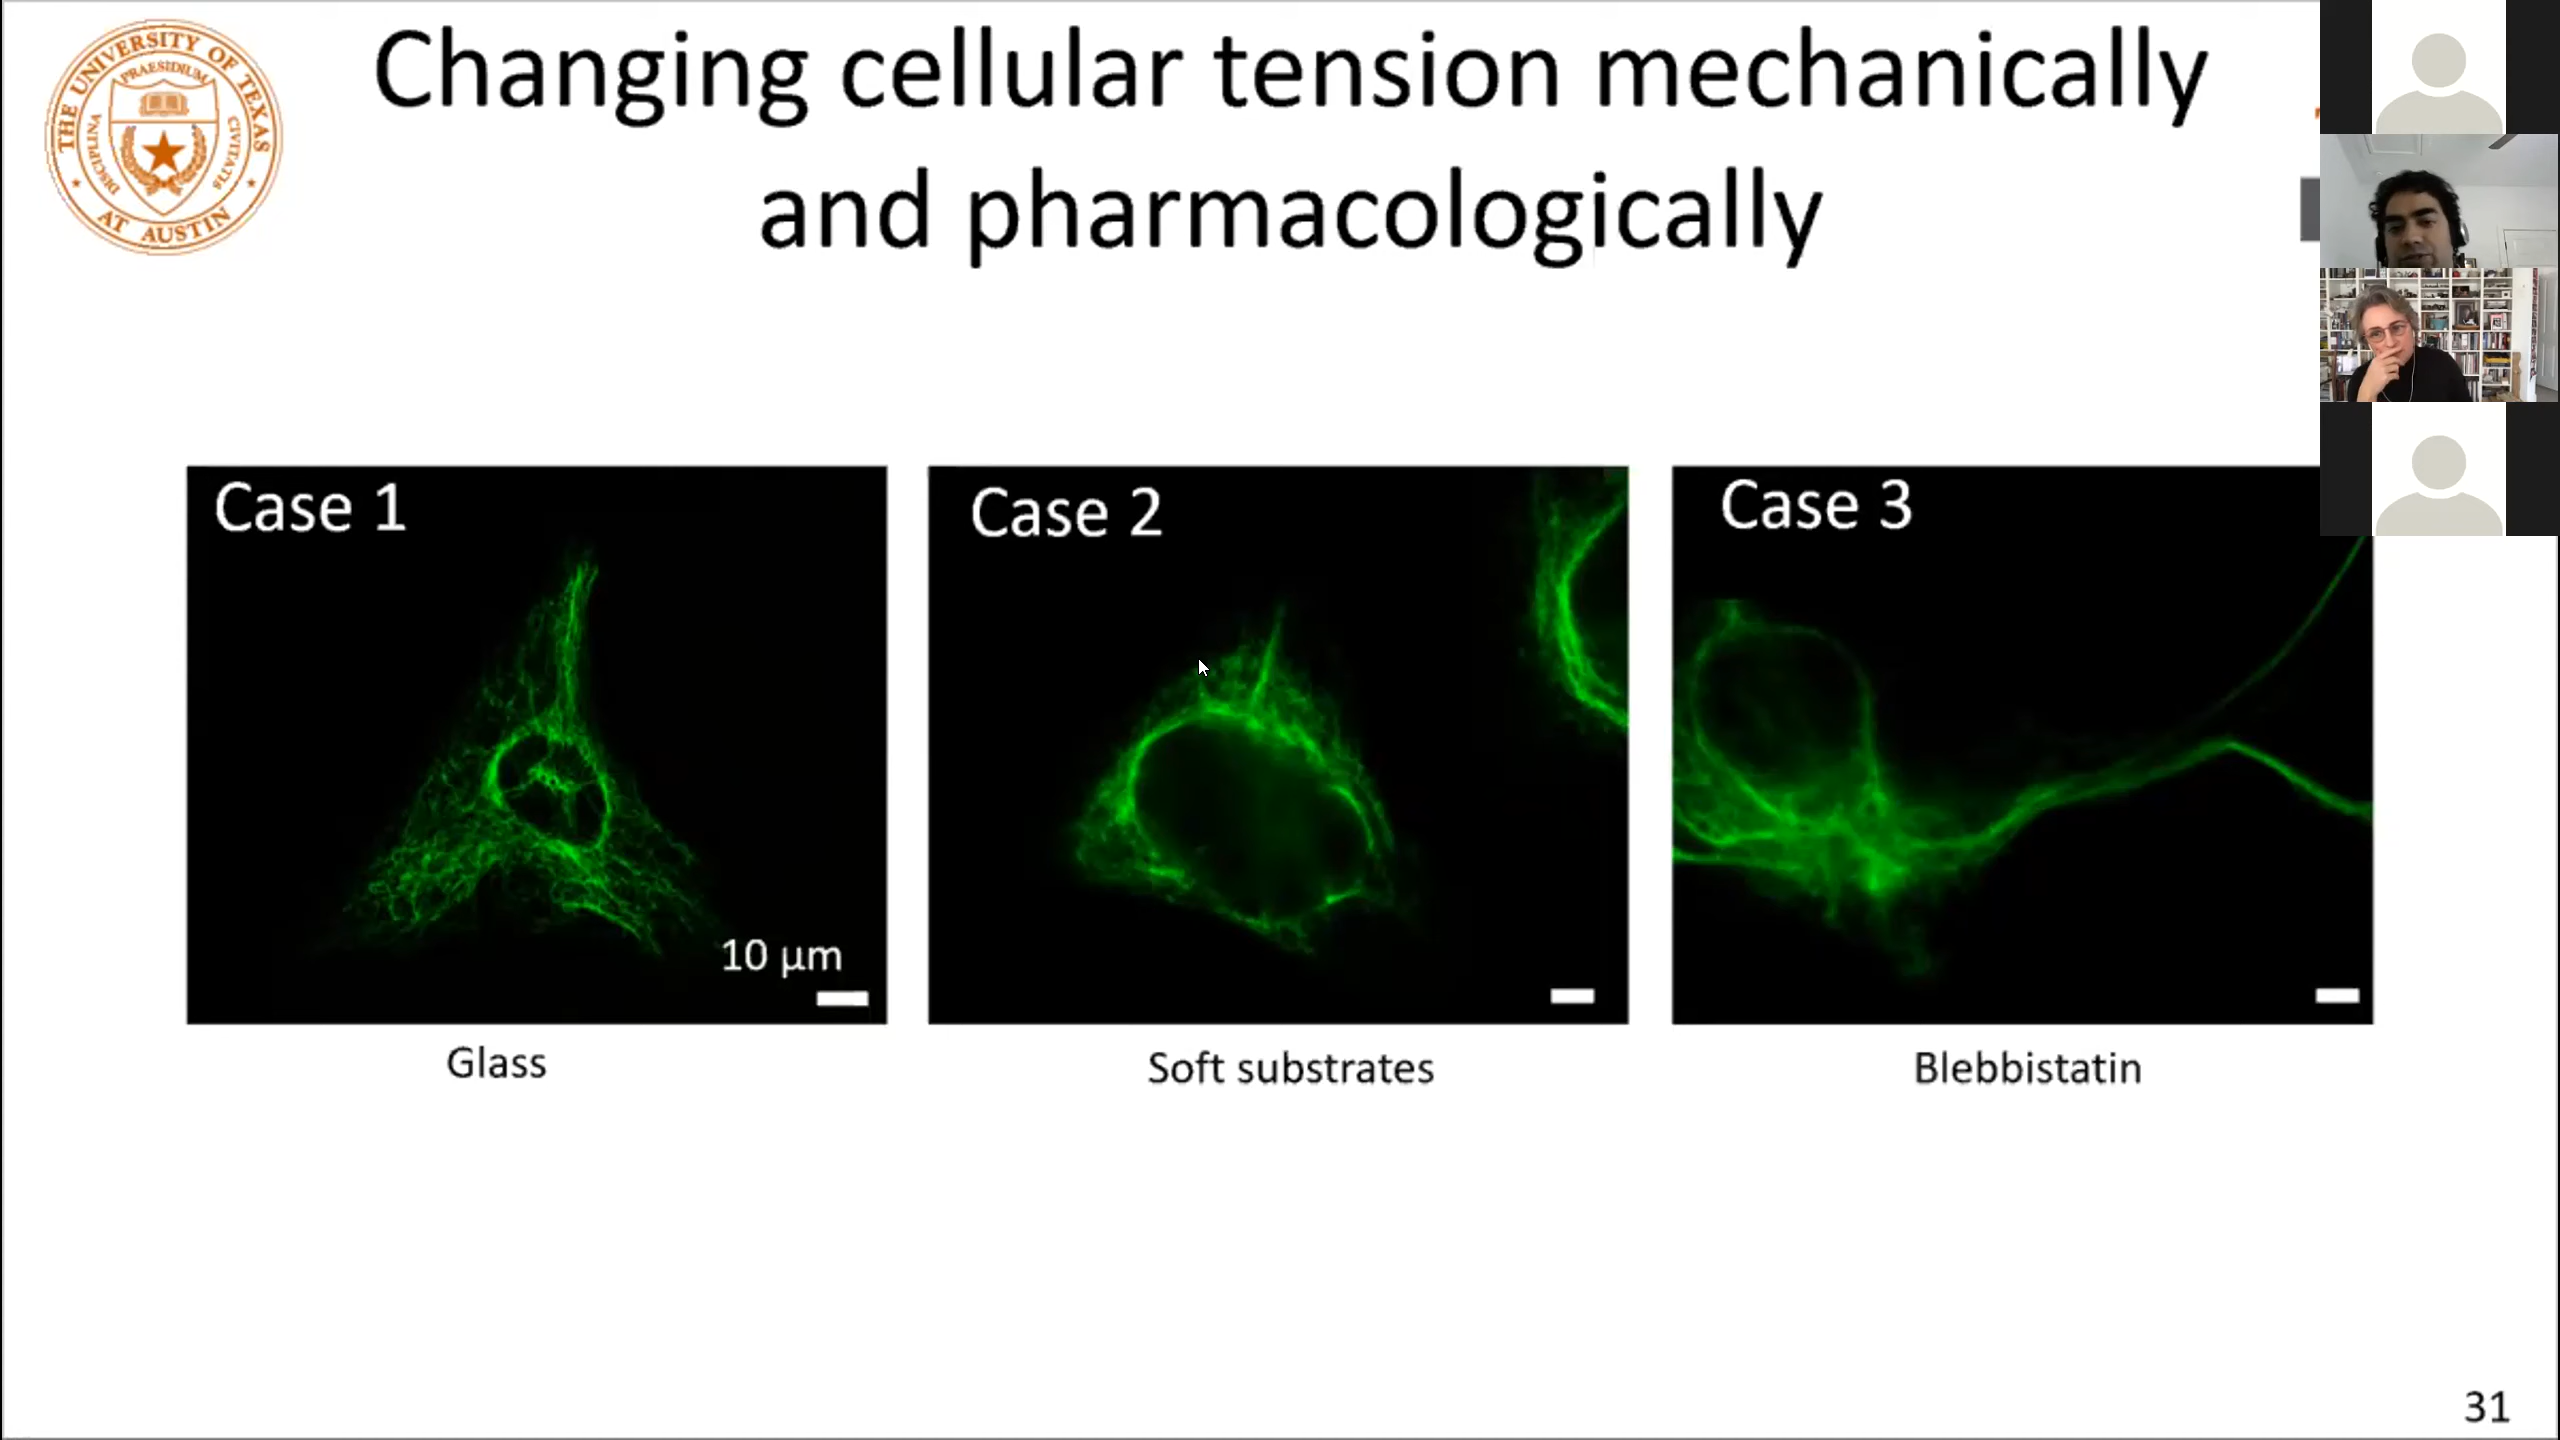 THE UNIVERSITY OF TEXAS
AT AUSTIN
PRAESIDIUM
DISCIPLINA
CIVITATIS
Changing cellular tension mechanically
and pharmacologically
Case 1
Case 2
Case 3
10 µm
Glass
Soft substrates
Blebbistatin
31